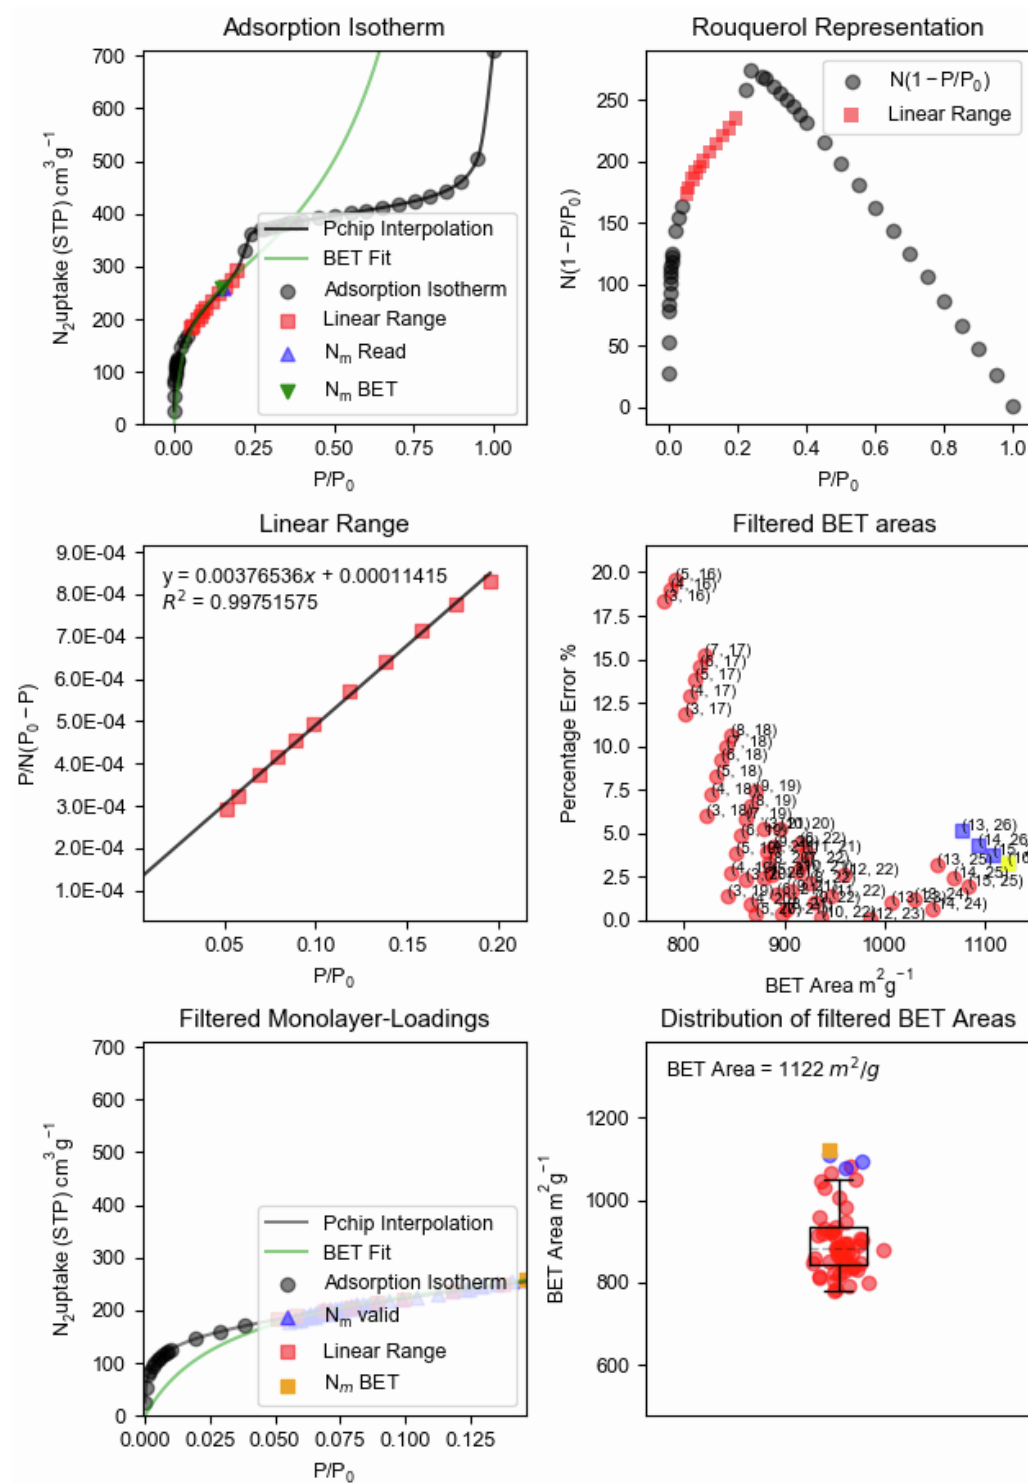 Adsorption Isotherm
N₂uptake (STP) cm³g⁻¹
700
600
500
400
300
200
100
0
Pchip Interpolation
BET Fit
Adsorption Isotherm
Linear Range
Nₘ Read
Nₘ BET
0.00 0.25 0.50 0.75 1.00
P/P₀
Rouquerol Representation
N(1−P/P₀)
250
200
150
100
50
0
N(1−P/P₀)
Linear Range
0.0 0.2 0.4 0.6 0.8 1.0
P/P₀
Linear Range
P/N(P₀−P)
9.0E-04
8.0E-04
7.0E-04
6.0E-04
5.0E-04
4.0E-04
3.0E-04
2.0E-04
1.0E-04
y = 0.00376536x + 0.00011415
R² = 0.99751575
0.05 0.10 0.15 0.20
P/P₀
Filtered BET areas
Percentage Error %
20.0
17.5
15.0
12.5
10.0
7.5
5.0
2.5
0.0
(5, 16)
(4, 16)
(3, 16)
(7, 17)
(6, 17)
(5, 17)
(4, 17)
(3, 17)
(8, 18)
(7, 18)
(6, 18)
(5, 18)
(4, 18)
(3, 18)
(9, 19)
(8, 19)
(3, 19)
(13, 26)
(14, 26)
(13, 25)
(14, 25)
(15, 25)
(14, 24)
(12, 23)
(10, 22)
(11, 22)
(12, 22)
800 900 1000 1100
BET Area m²g⁻¹
Filtered Monolayer-Loadings
N₂uptake (STP) cm³g⁻¹
700
600
500
400
300
200
100
0
Pchip Interpolation
BET Fit
Adsorption Isotherm
Nₘ valid
Linear Range
Nₘ BET
0.000 0.025 0.050 0.075 0.100 0.125
P/P₀
Distribution of filtered BET Areas
BET Area m²g⁻¹
BET Area = 1122 m²/g
1200
1000
800
600